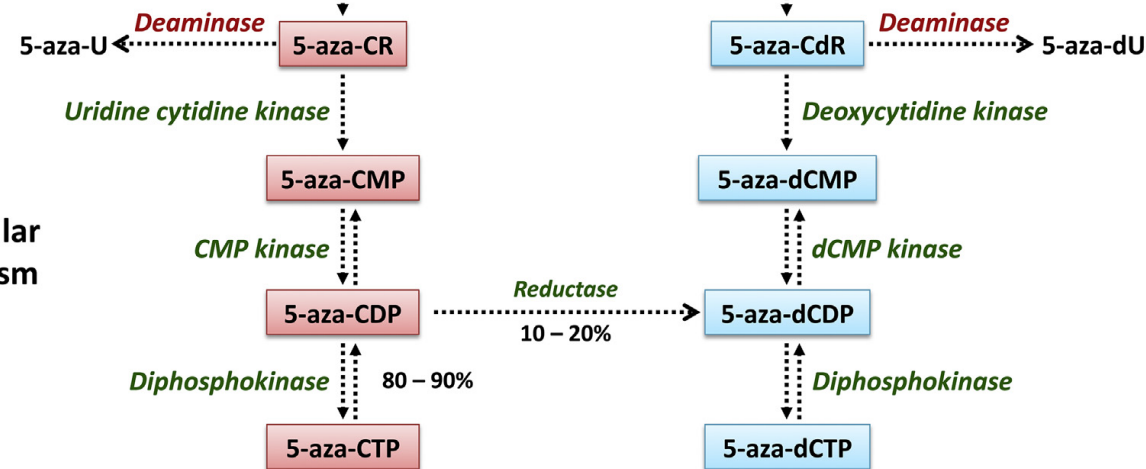 Deaminase
Deaminase
5-aza-U
5-aza-CR
5-aza-CdR
5-aza-dU
Uridine cytidine kinase
Deoxycytidine kinase
5-aza-CMP
5-aza-dCMP
lar
sm
CMP kinase
dCMP kinase
Reductase
5-aza-CDP
5-aza-dCDP
10 – 20%
Diphosphokinase
80 – 90%
Diphosphokinase
5-aza-CTP
5-aza-dCTP